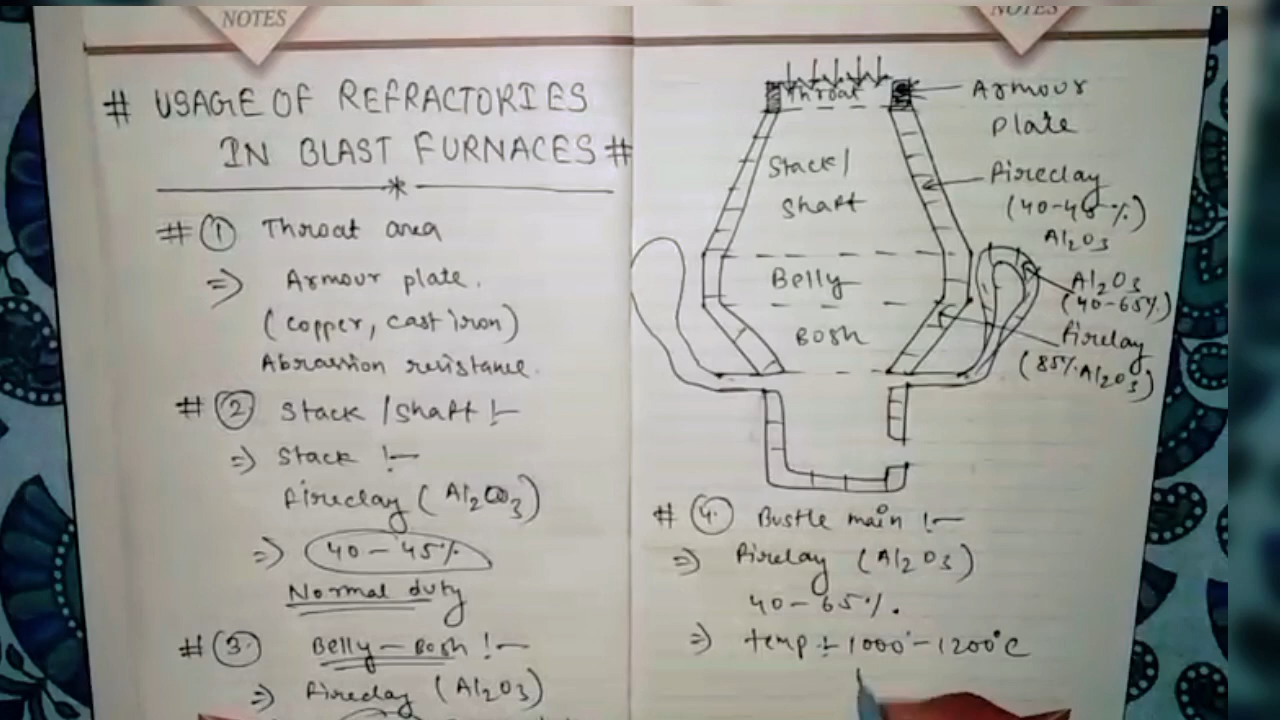 NOTES
# USAGE OF REFRACTORIES
IN BLAST FURNACES #
# 1 Throat area
=> Armour plate.
(copper, cast iron)
Abrassion resistance.
# 2 Stack / Shaft :-
=> Stack :-
fireclay (Al2O3)
=> 40-45%
Normal duty
# 3. Belly - Bosh :-
=> fireclay (Al2O3)
NOTES
Throat
Armour
plate
Stack/
Shaft
fireclay
(40-45%)
Al2O3
Belly
Al2O3
(40-65%)
Bosh
firelay
(85% Al2O3)
# 4. Bustle main :-
=> firelay (Al2O3)
40-65%.
=> temp :- 1000°-1200°C